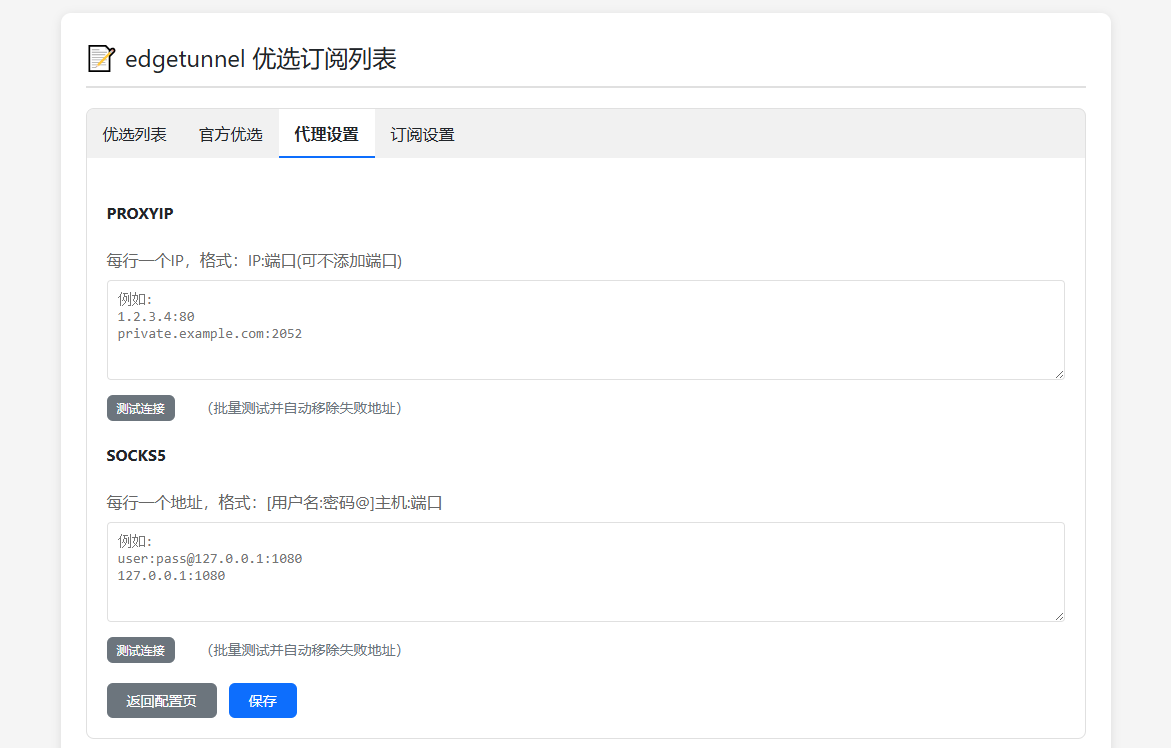 edgetunnel 优选订阅列表
优选列表 官方优选 代理设置 订阅设置
PROXYIP
每行一个IP，格式：IP:端口(可不添加端口)
例如:
1.2.3.4:80
private.example.com:2052
测试连接 （批量测试并自动移除失败地址）
SOCKS5
每行一个地址，格式：[用户名:密码@]主机:端口
例如:
user:pass@127.0.0.1:1080
127.0.0.1:1080
测试连接 （批量测试并自动移除失败地址）
返回配置页 保存